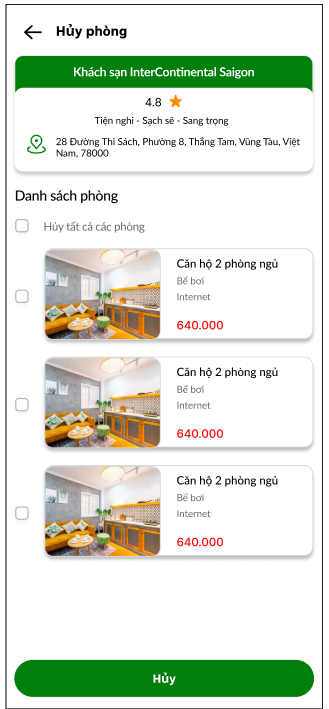 Hủy phòng
Khách sạn InterContinental Saigon
4.8
Tiện nghi - Sạch sẽ - Sang trọng
28 Đường Thi Sách, Phường 8, Thắng Tam, Vũng Tàu, Việt
Nam, 78000
Danh sách phòng
Hủy tất cả các phòng
Căn hộ 2 phòng ngủ
Bể bơi
Internet
640.000
Căn hộ 2 phòng ngủ
Bể bơi
Internet
640.000
Căn hộ 2 phòng ngủ
Bể bơi
Internet
640.000
Hủy